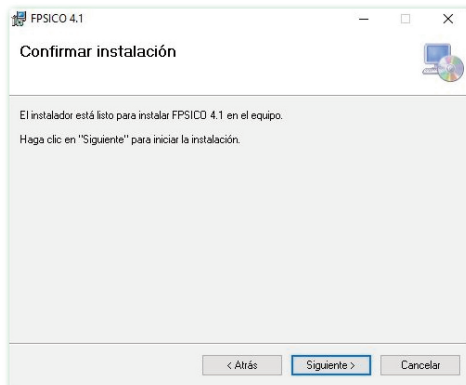 FPSICO 4.1
Confirmar instalación
El instalador está listo para instalar FPSICO 4.1 en el equipo.
Haga clic en "Siguiente" para iniciar la instalación.
< Atrás
Siguiente >
Cancelar